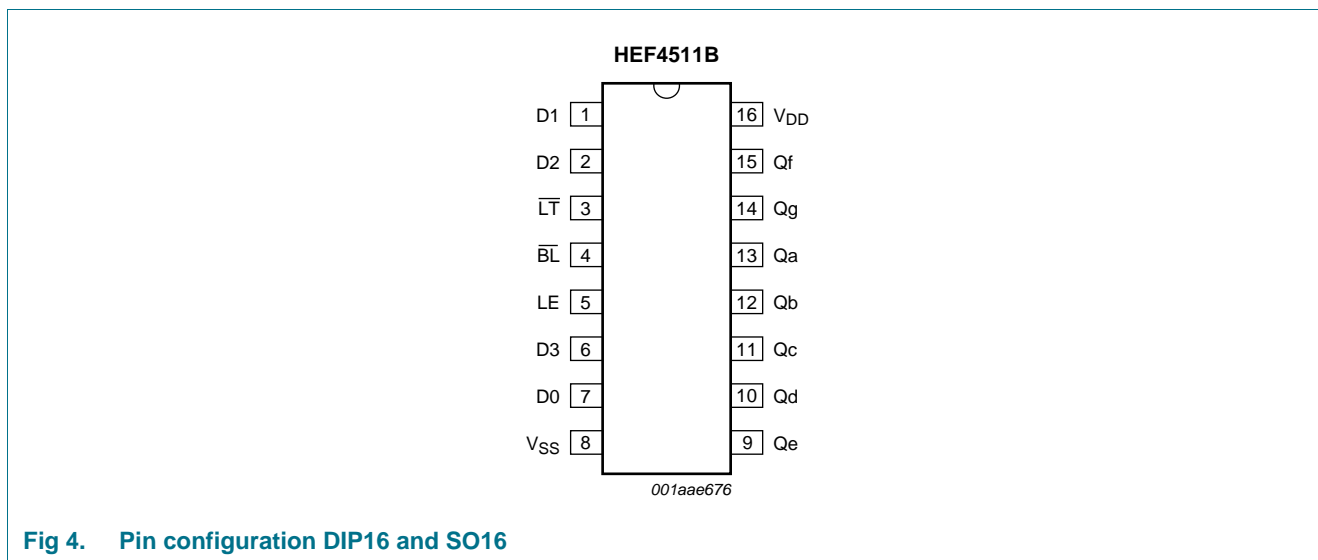 HEF4511B
D1 1 16 VDD
D2 2 15 Qf
L̅T̅ 3 14 Qg
B̅L̅ 4 13 Qa
LE 5 12 Qb
D3 6 11 Qc
D0 7 10 Qd
VSS 8 9 Qe
001aae676
Fig 4. Pin configuration DIP16 and SO16